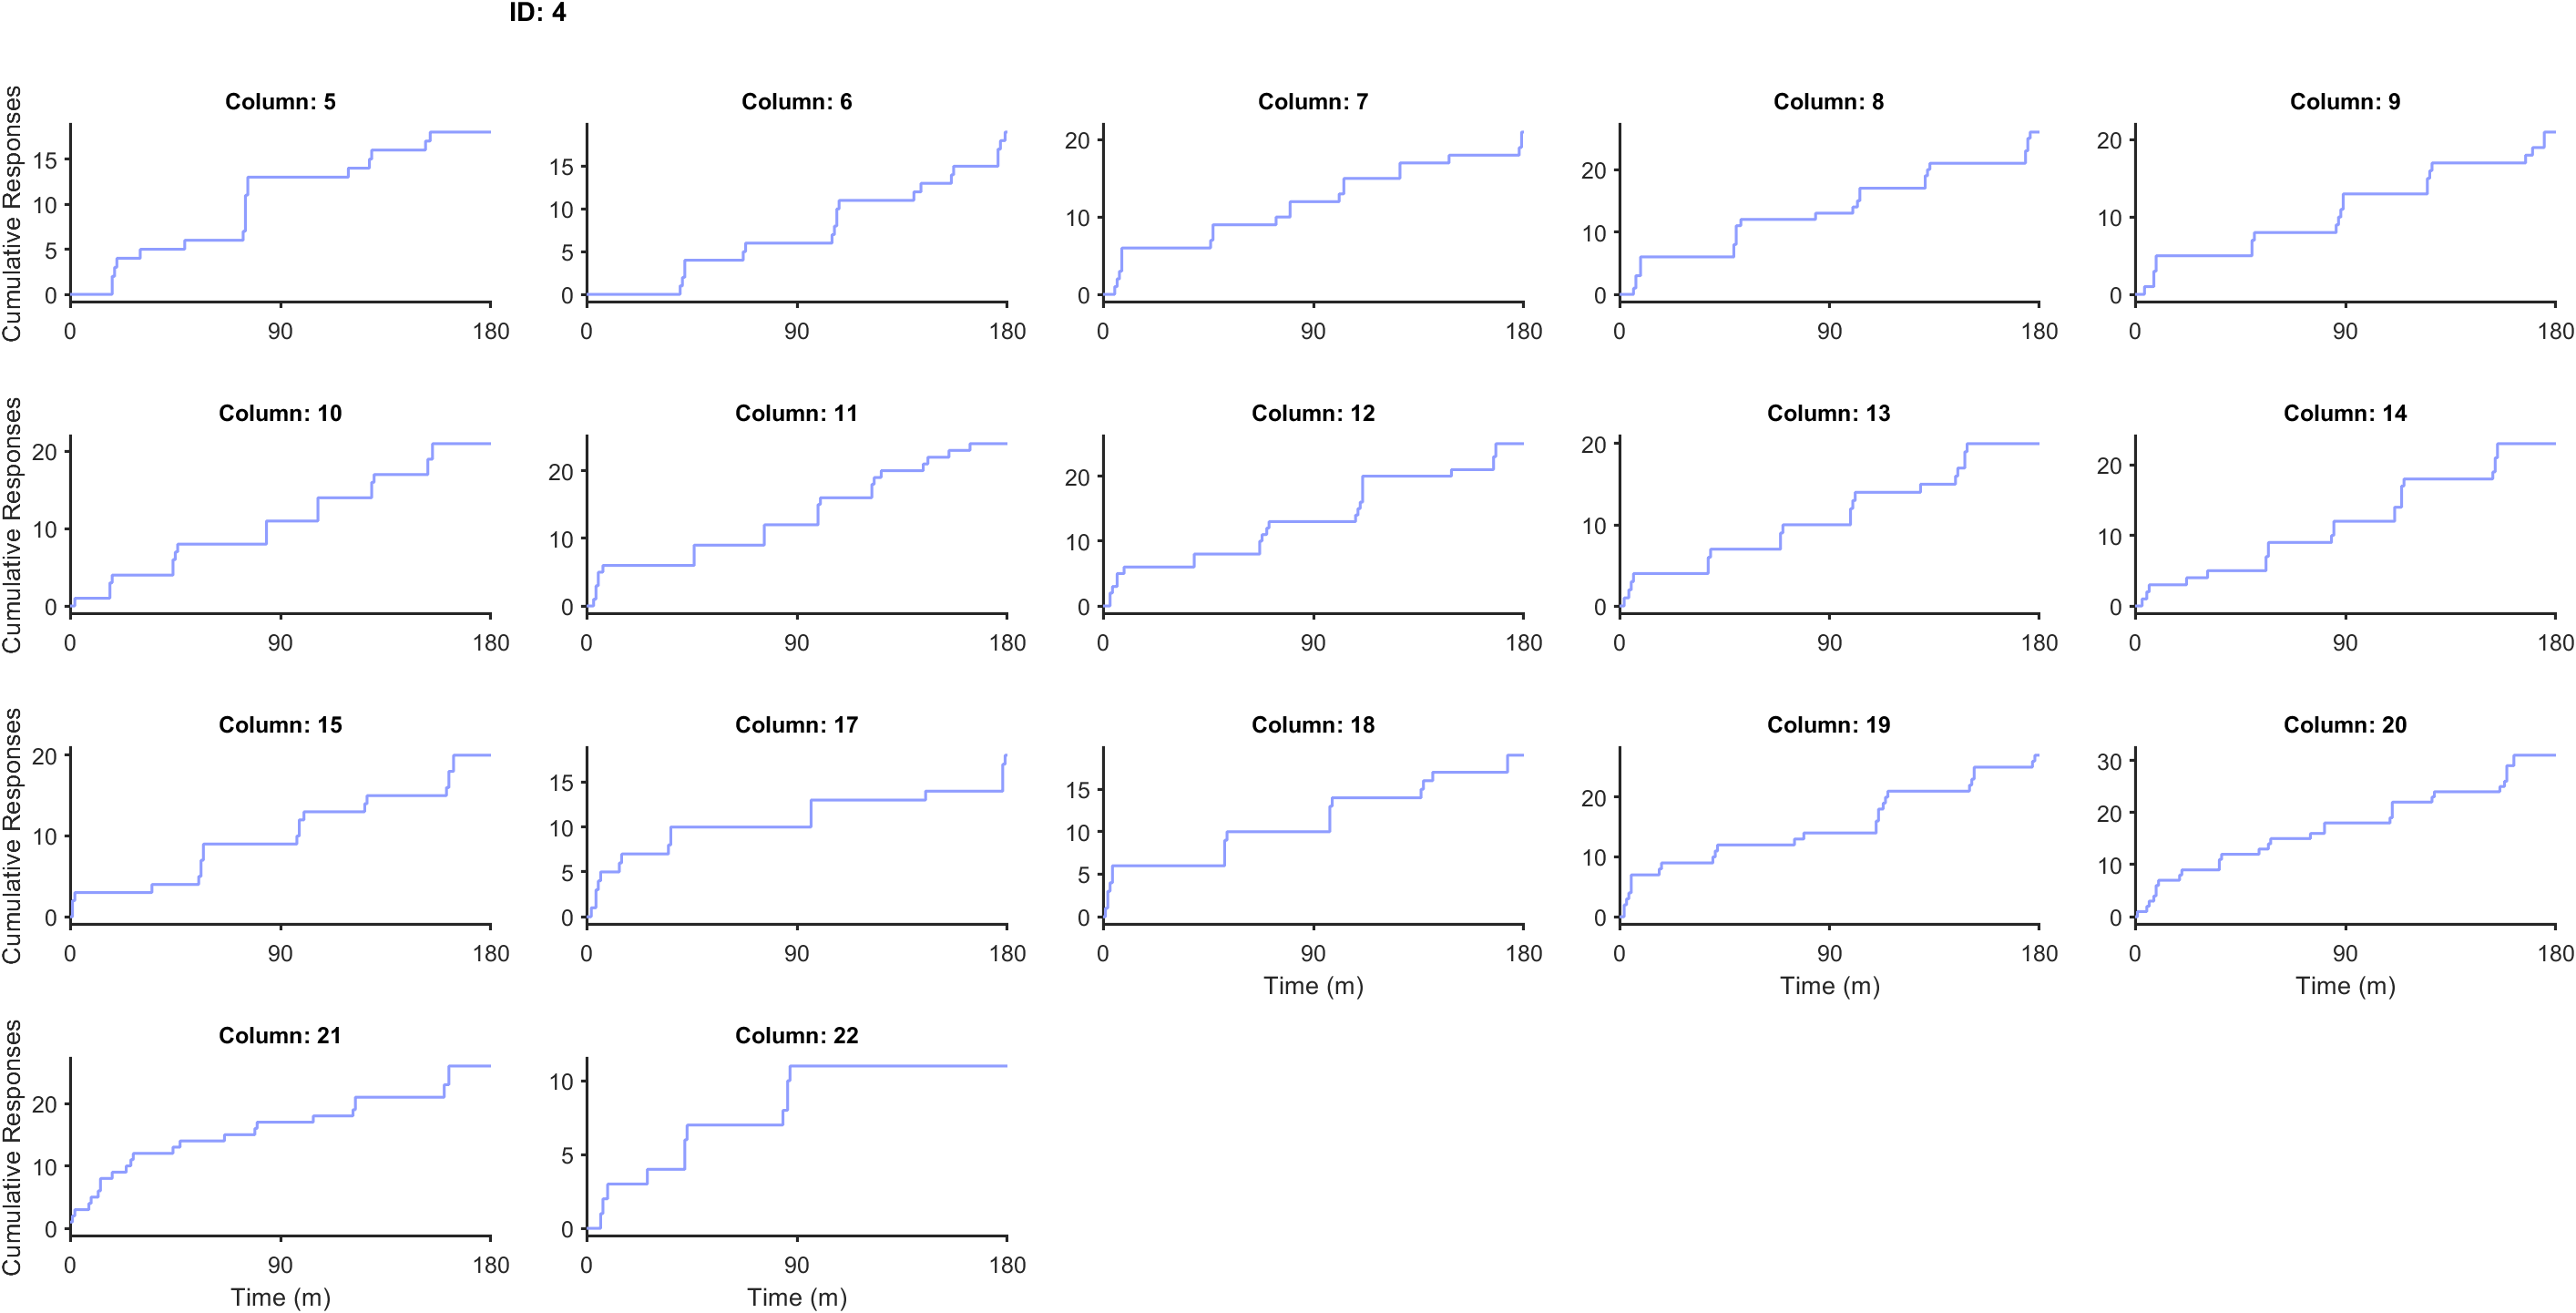 ID: 4
Column: 5
Column: 6
Column: 7
Column: 8
Column: 9
Cumulative Responses
15
10
5
0
0 90 180
15
10
5
0
0 90 180
20
10
0
0 90 180
20
10
0
0 90 180
20
10
0
0 90 180
Column: 10
Column: 11
Column: 12
Column: 13
Column: 14
Cumulative Responses
20
10
0
0 90 180
20
10
0
0 90 180
20
10
0
0 90 180
20
10
0
0 90 180
20
10
0
0 90 180
Column: 15
Column: 17
Column: 18
Column: 19
Column: 20
Cumulative Responses
20
10
0
0 90 180
15
10
5
0
0 90 180
15
10
5
0
0 90 180
Time (m)
20
10
0
0 90 180
Time (m)
30
20
10
0
0 90 180
Time (m)
Column: 21
Column: 22
Cumulative Responses
20
10
0
0 90 180
Time (m)
10
5
0
0 90 180
Time (m)